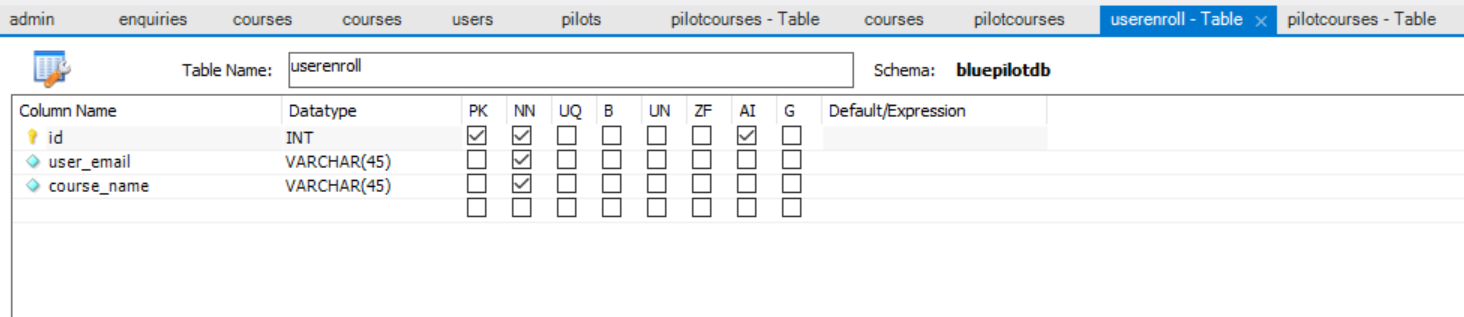 admin enquiries courses courses users pilots pilotcourses - Table courses pilotcourses userenroll - Table pilotcourses - Table
Table Name: userenroll Schema: bluepilotdb
Column Name Datatype PK NN UQ B UN ZF AI G Default/Expression
id INT
user_email VARCHAR(45)
course_name VARCHAR(45)